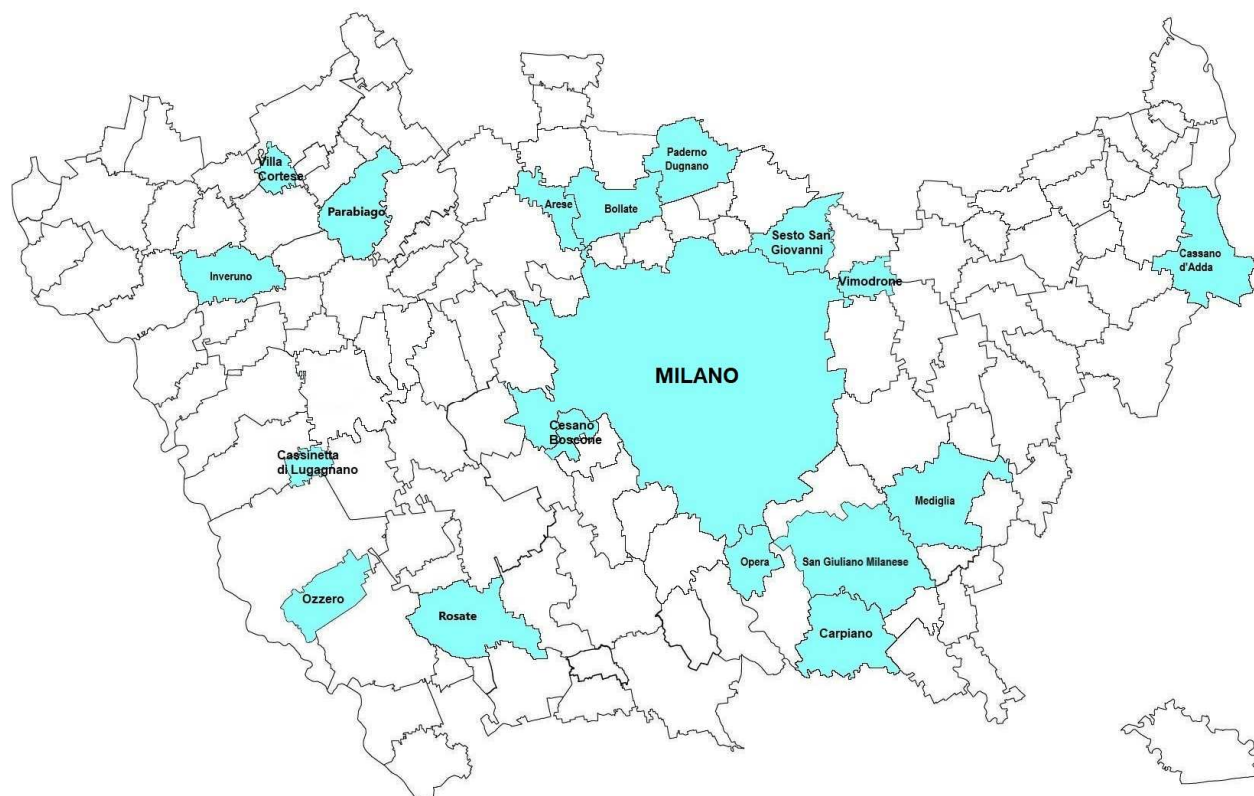 Paderno
Dugnano
Villa
Cortese
Arese
Bollate
Parabiago
Sesto San
Giovanni
Cassano
d'Adda
Inveruno
Vimodrone
MILANO
Cesano
Boscone
Cassinetta
di Lugagnano
Mediglia
Opera
San Giuliano Milanese
Ozzero
Rosate
Carpiano